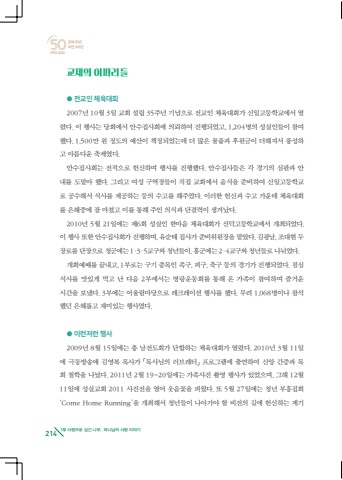 교제의 이파리들
● 전교인 체육대회
2007년 10월 3일 교회 설립 35주년 기념으로 전교인 체육대회가 신일고등학교에서 열
렸다. 이 행사는 당회에서 안수집사회에 의뢰하여 진행되었고, 1,204명의 성실인들이 참여
했다. 1,500만 원 정도의 예산이 책정되었는데 더 많은 물품과 후원금이 더해져서 풍성하
고 아름다운 축제였다.
안수집사회는 전적으로 헌신하며 행사를 진행했다. 안수집사들은 각 경기의 심판과 안
내를 도맡아 했다. 그리고 여성 구역장들이 직접 교회에서 음식을 준비하여 신일고등학교
로 공수해서 식사를 제공하는 등의 수고를 해주었다. 이러한 헌신과 수고 가운데 체육대회
를 은혜중에 잘 마쳤고 이를 통해 주인 의식과 단결력이 생겨났다.
2010년 5월 21일에는 제6회 성실인 한마음 체육대회가 선덕고등학교에서 개최되었다.
이 행사 또한 안수집사회가 진행하며, 유순태 집사가 준비위원장을 맡았다. 김광남, 조대현 두
장로를 단장으로 청군에는 1·3·5교구와 청년들이, 홍군에는 2·4교구와 청년들로 나뉘었다.
개회예배를 끝내고, 1부로는 구기 종목인 족구, 피구, 축구 등의 경기가 진행되었다. 점심
식사를 맛있게 먹고 난 다음 2부에서는 명랑운동회를 통해 온 가족이 참여하며 즐거운
시간을 보냈다. 3부에는 어울림마당으로 레크레이션 행사를 했다. 무려 1,068명이나 참석
했던 은혜롭고 재미있는 행사였다.
● 이런저런 행사
2009년 8월 15일에는 총 남전도회가 단합하는 체육대회가 열렸다. 2010년 3월 11일
에 극동방송에 김영복 목사가 「목사님의 러브레터」 프로그램에 출연하여 신앙 간증과 목
회 철학을 나눴다. 2011년 2월 19~20일에는 가족사진 촬영 행사가 있었으며, 그해 12월
11일에 성실교회 2011 사진전을 열어 웃음꽃을 피웠다. 또 5월 27일에는 청년 부흥집회
'Come Home Running'을 개최해서 청년들이 나아가야 할 비전의 길에 헌신하는 계기
214 1부 사랑으로 심긴 나무, 하나님의 사랑 이야기